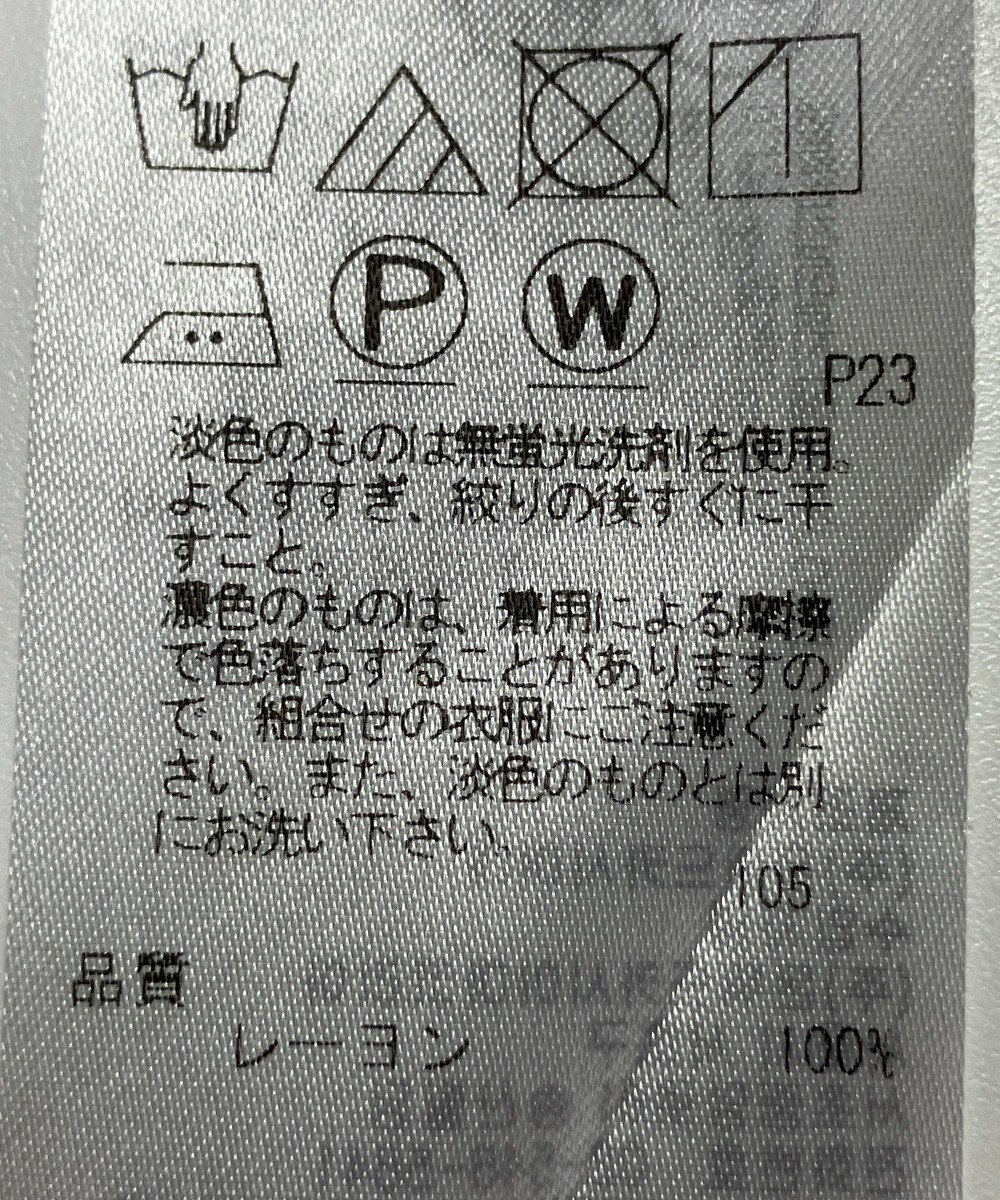 P
W
P23
淡色のものは無蛍光洗剤を使用。
よくすすぎ、絞りの後すぐに干
すこと。
濃色のものは、着用による摩擦
で色落ちすることがありますの
で、組合せの衣服にご注意くだ
さい。また、淡色のものとは別
にお洗い下さい。
105
品質
レーヨン 100%